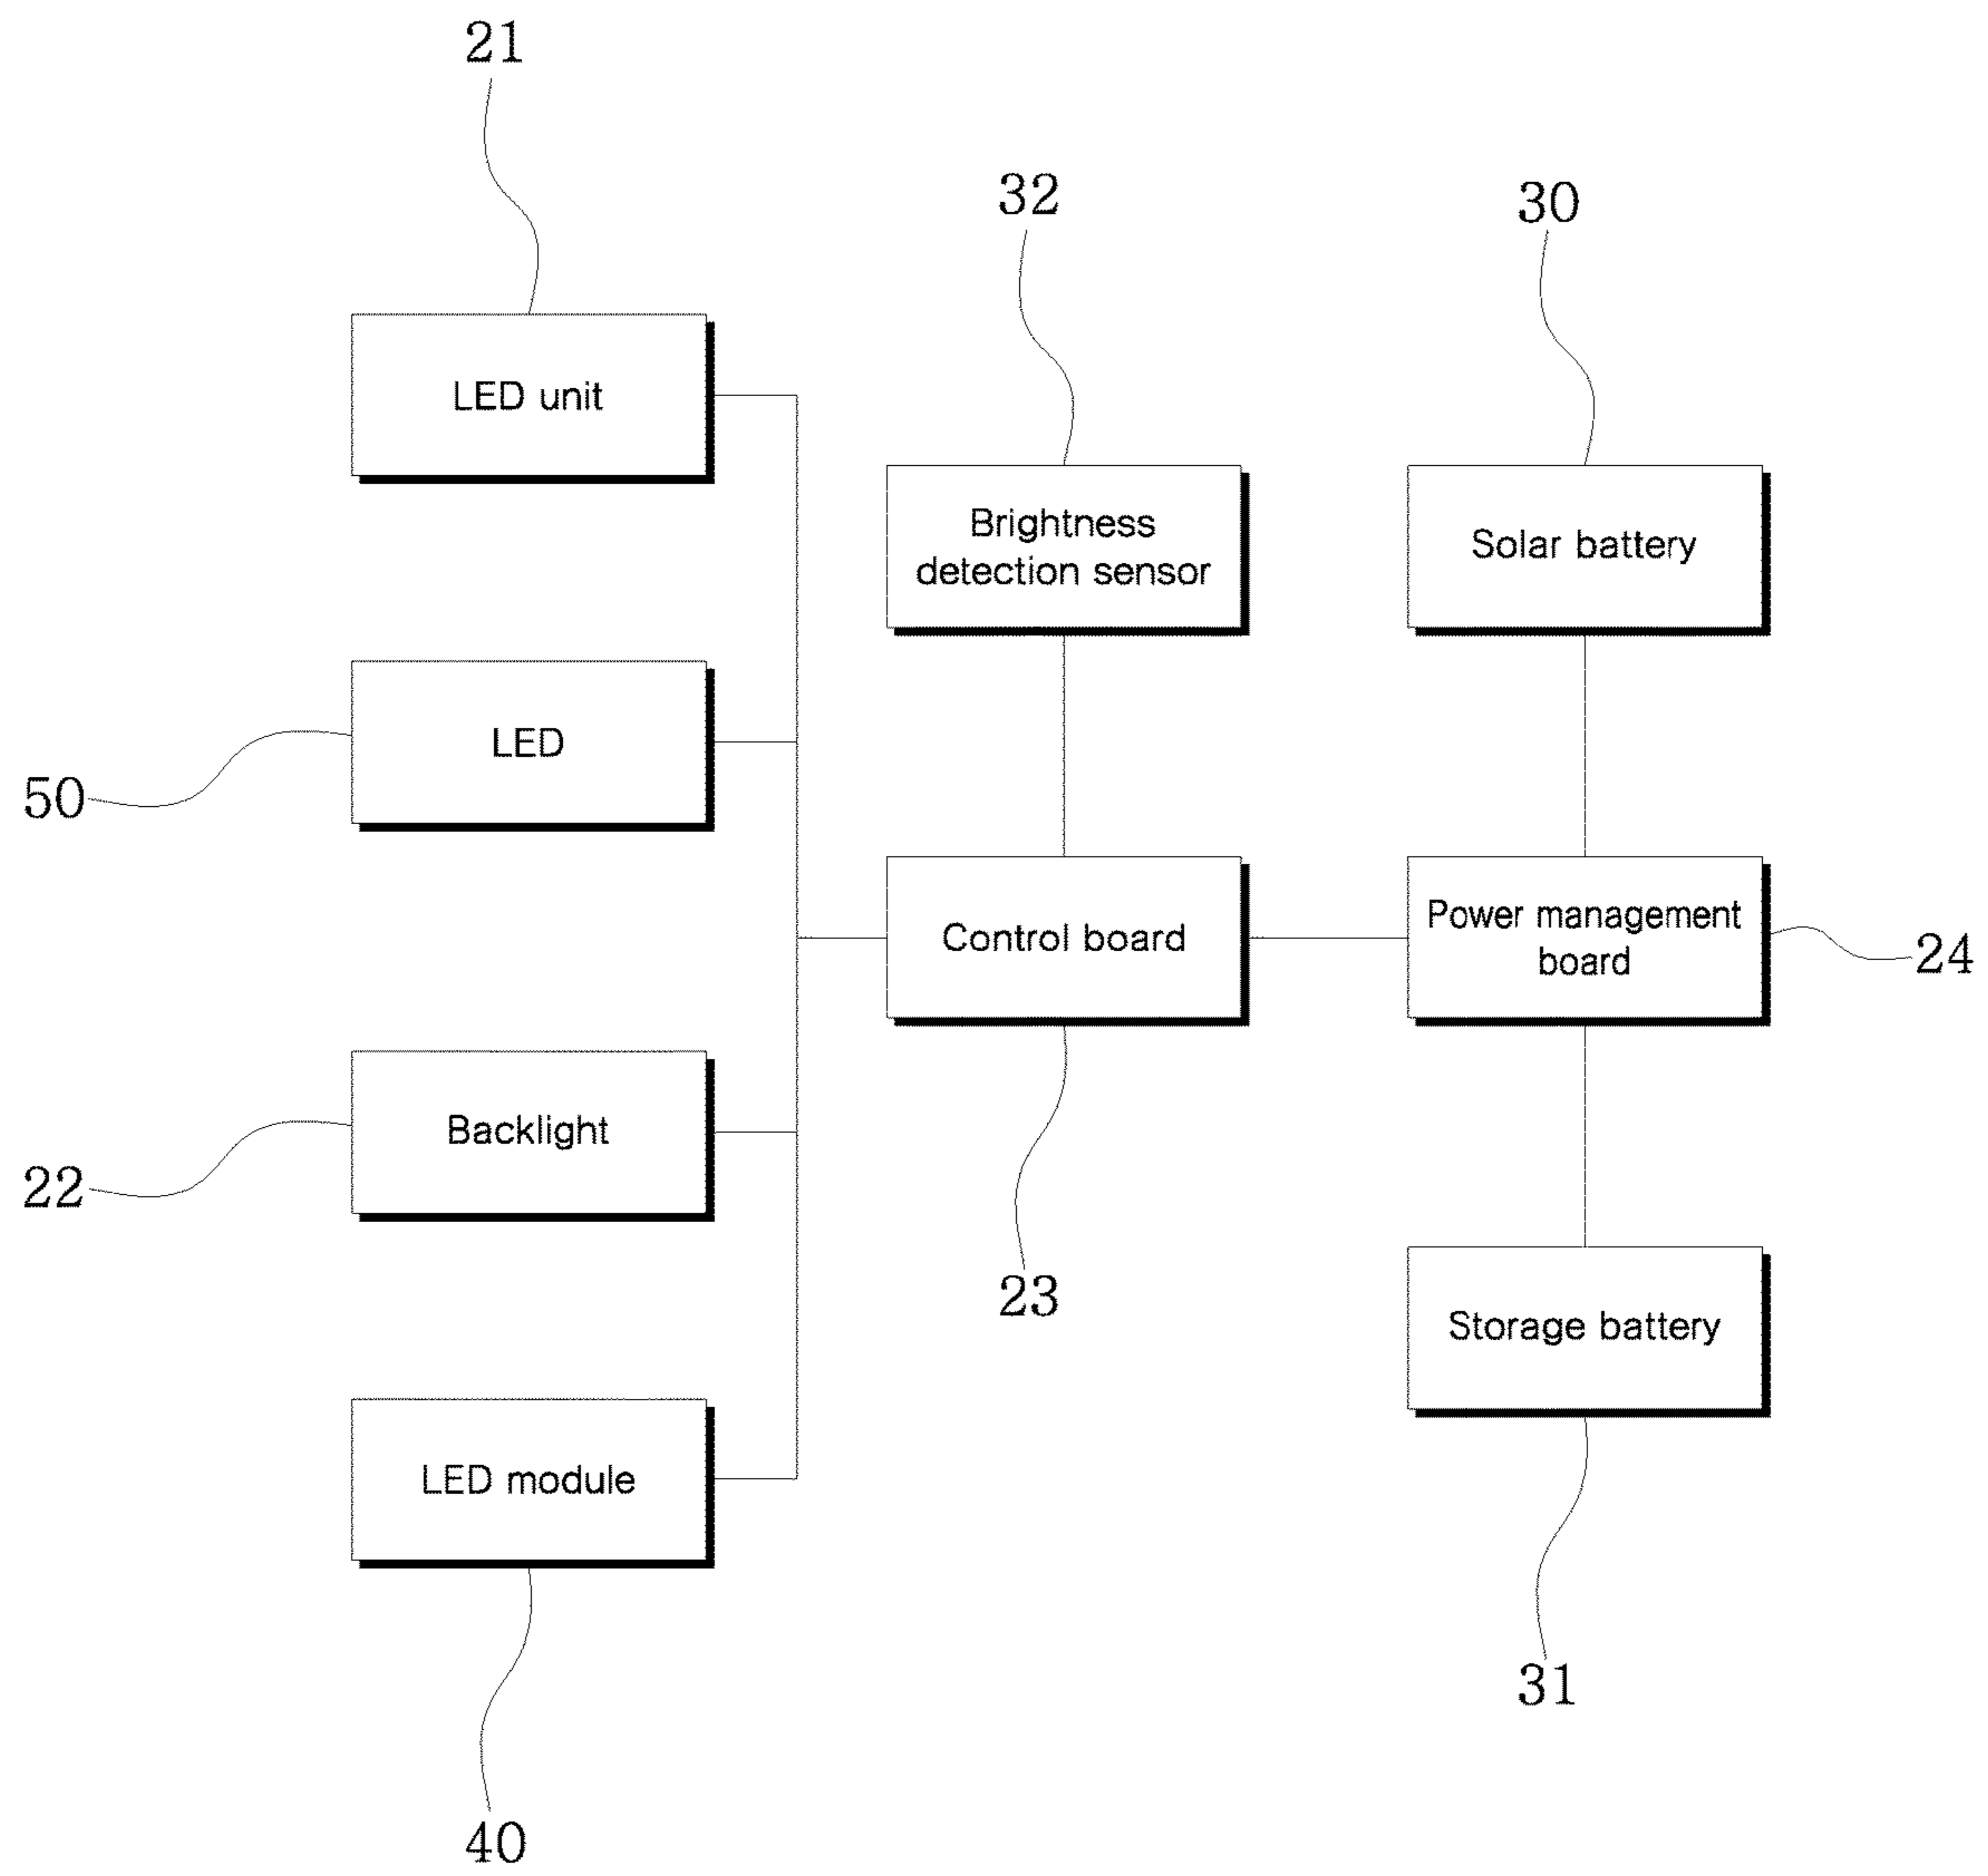 21
32
30
LED unit
Brightness
detection sensor
Solar battery
LED
50
Control board
Power management
board
24
Backlight
22
23
Storage battery
LED module
31
40